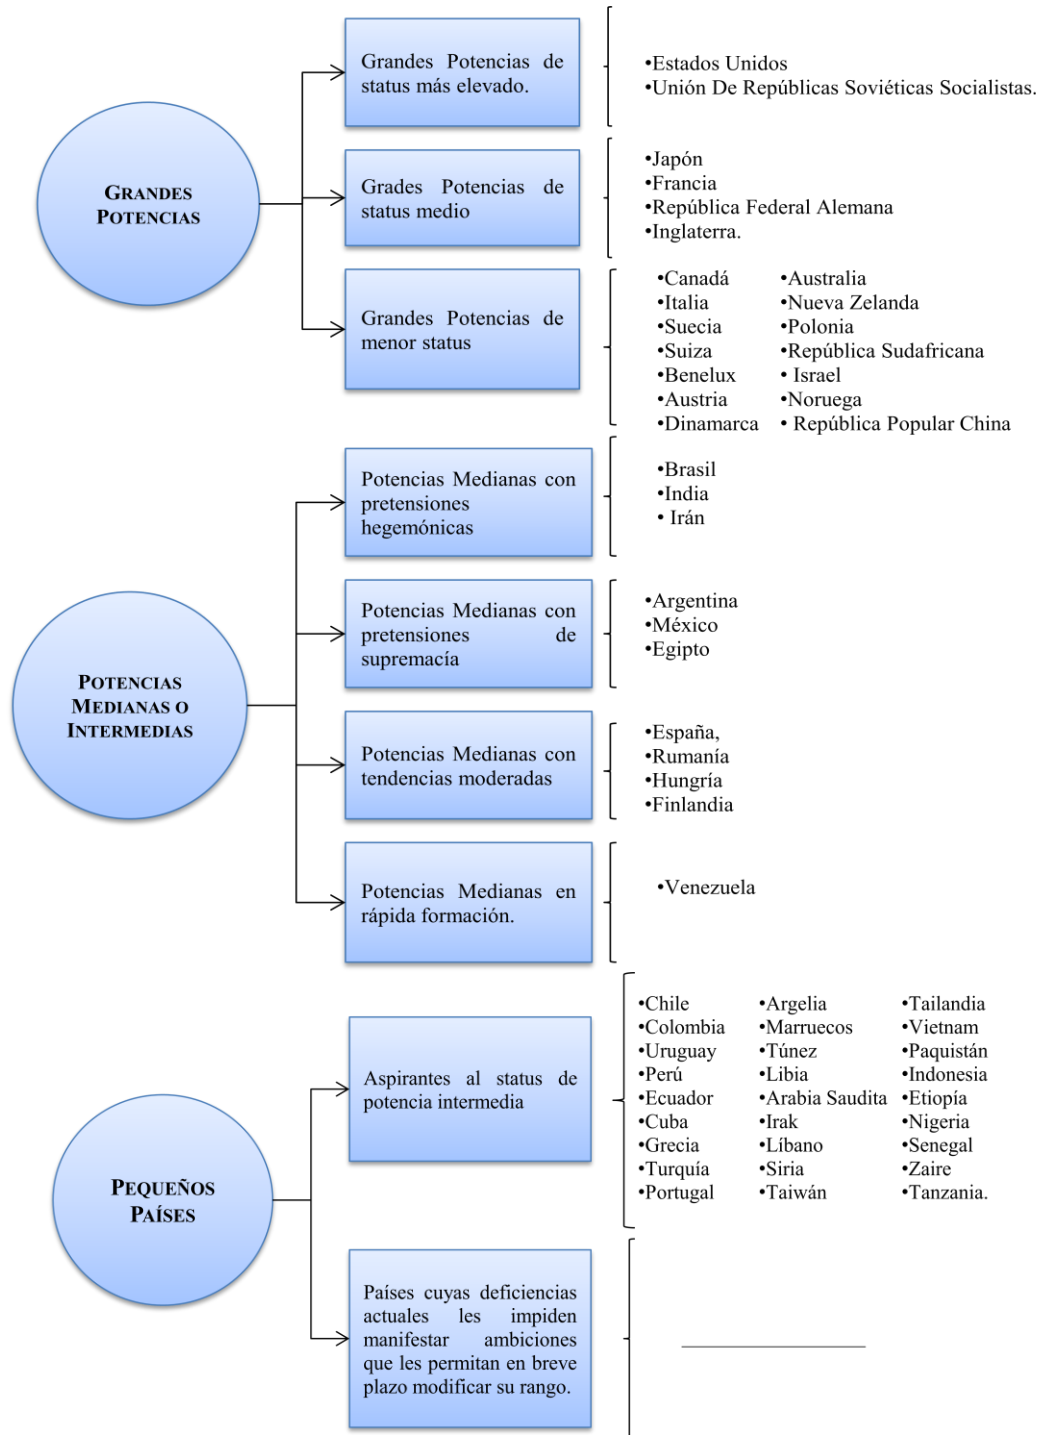 GRANDES
POTENCIAS
Grandes Potencias de
status más elevado.
•Estados Unidos
•Unión De Repúblicas Soviéticas Socialistas.
Grades Potencias de
status medio
•Japón
•Francia
•República Federal Alemana
•Inglaterra.
Grandes Potencias de
menor status
•Canadá
•Italia
•Suecia
•Suiza
•Benelux
•Austria
•Dinamarca
•Australia
•Nueva Zelanda
•Polonia
•República Sudafricana
• Israel
•Noruega
• República Popular China
POTENCIAS
MEDIANAS O
INTERMEDIAS
Potencias Medianas con
pretensiones
hegemónicas
•Brasil
•India
• Irán
Potencias Medianas con
pretensiones de
supremacía
•Argentina
•México
•Egipto
Potencias Medianas con
tendencias moderadas
•España,
•Rumanía
•Hungría
•Finlandia
Potencias Medianas en
rápida formación.
•Venezuela
PEQUEÑOS
PAÍSES
Aspirantes al status de
potencia intermedia
•Chile
•Colombia
•Uruguay
•Perú
•Ecuador
•Cuba
•Grecia
•Turquía
•Portugal
•Argelia
•Marruecos
•Túnez
•Libia
•Arabia Saudita
•Irak
•Líbano
•Siria
•Taiwán
•Tailandia
•Vietnam
•Paquistán
•Indonesia
•Etiopía
•Nigeria
•Senegal
•Zaire
•Tanzania.
Países cuyas deficiencias
actuales les impiden
manifestar ambiciones
que les permitan en breve
plazo modificar su rango.